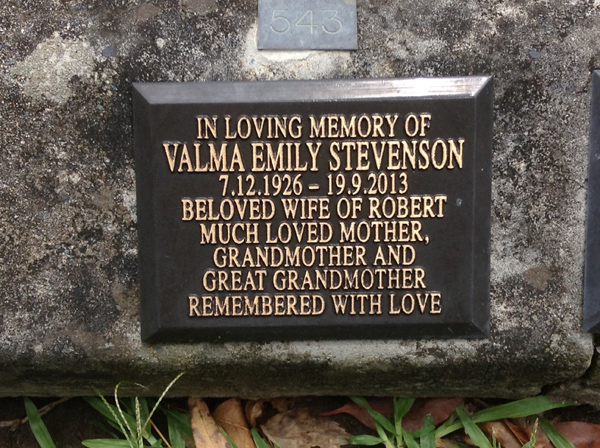 543
IN LOVING MEMORY OF
VALMA EMILY STEVENSON
7.12.1926 – 19.9.2013
BELOVED WIFE OF ROBERT
MUCH LOVED MOTHER,
GRANDMOTHER AND
GREAT GRANDMOTHER
REMEMBERED WITH LOVE